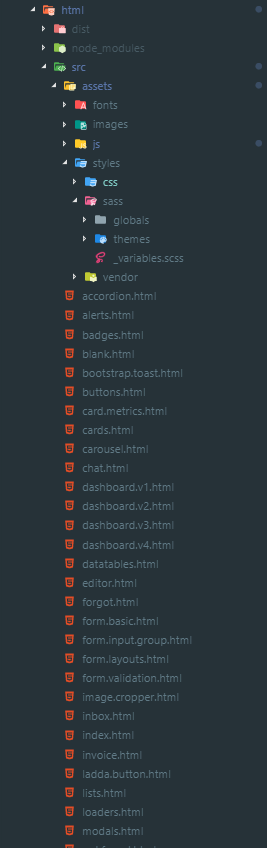 html
dist
node_modules
src
assets
fonts
images
js
styles
css
sass
globals
themes
_variables.scss
vendor
accordion.html
alerts.html
badges.html
blank.html
bootstrap.toast.html
buttons.html
card.metrics.html
cards.html
carousel.html
chat.html
dashboard.v1.html
dashboard.v2.html
dashboard.v3.html
dashboard.v4.html
datatables.html
editor.html
forgot.html
form.basic.html
form.input.group.html
form.layouts.html
form.validation.html
image.cropper.html
inbox.html
index.html
invoice.html
ladda.button.html
lists.html
loaders.html
modals.html